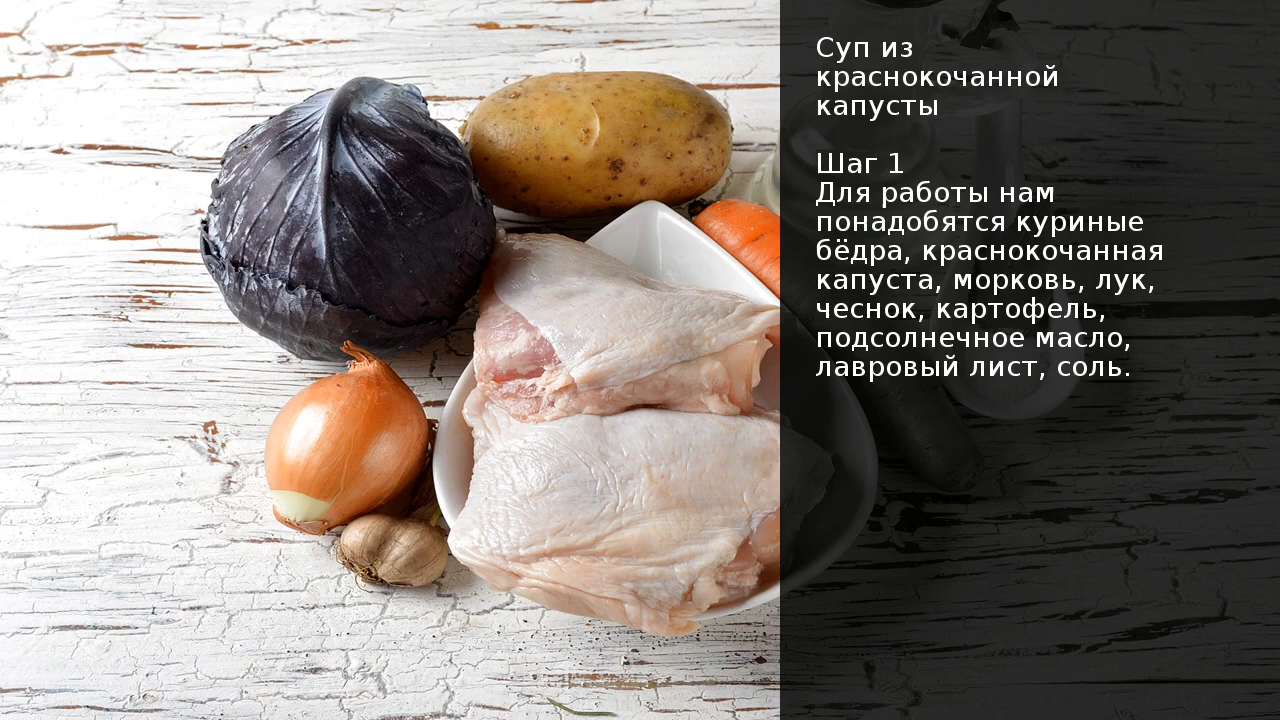 Суп из
краснокочанной
капусты
Шаг 1
Для работы нам
понадобятся куриные
бёдра, краснокочанная
капуста, морковь, лук,
чеснок, картофель,
подсолнечное масло,
лавровый лист, соль.